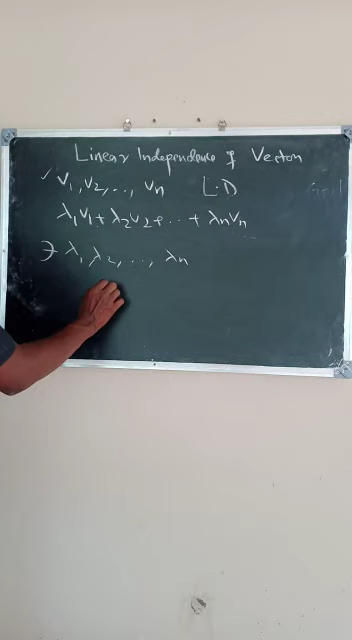 Linear Independence of Vectors
✓ v₁, v₂, ..., vₙ L.D
λ₁v₁ + λ₂v₂ + ... + λₙvₙ
∃ λ₁, λ₂, ..., λₙ